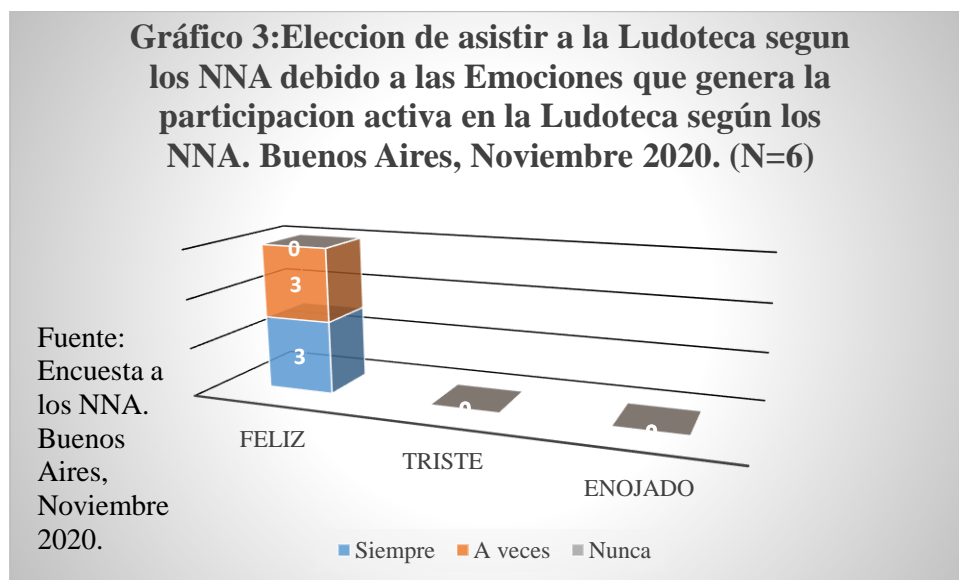 Gráfico 3:Eleccion de asistir a la Ludoteca segun
los NNA debido a las Emociones que genera la
participacion activa en la Ludoteca según los
NNA. Buenos Aires, Noviembre 2020. (N=6)
0
3
3
0
0
FELIZ
TRISTE
ENOJADO
Fuente:
Encuesta a
los NNA.
Buenos
Aires,
Noviembre
2020.
Siempre A veces Nunca